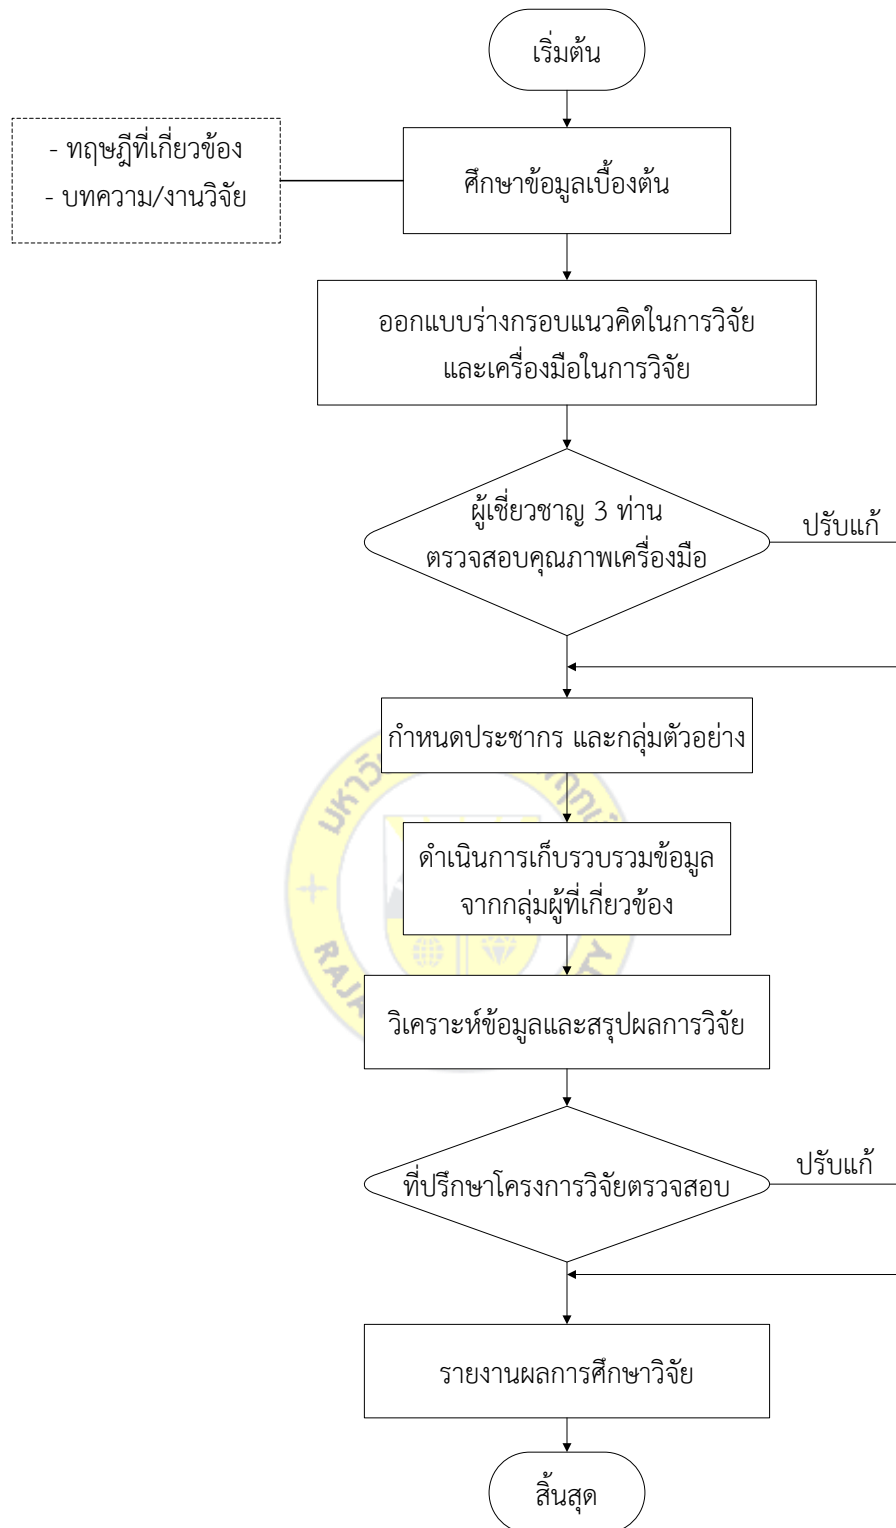 เริ่มต้น
- ทฤษฎีที่เกี่ยวข้อง
- บทความ/งานวิจัย
ศึกษาข้อมูลเบื้องต้น
ออกแบบร่างกรอบแนวคิดในการวิจัย
และเครื่องมือในการวิจัย
ผู้เชี่ยวชาญ 3 ท่าน
ตรวจสอบคุณภาพเครื่องมือ
ปรับแก้
กำหนดประชากร และกลุ่มตัวอย่าง
ดำเนินการเก็บรวบรวมข้อมูล
จากกลุ่มผู้ที่เกี่ยวข้อง
วิเคราะห์ข้อมูลและสรุปผลการวิจัย
ที่ปรึกษาโครงการวิจัยตรวจสอบ
ปรับแก้
รายงานผลการศึกษาวิจัย
สิ้นสุด